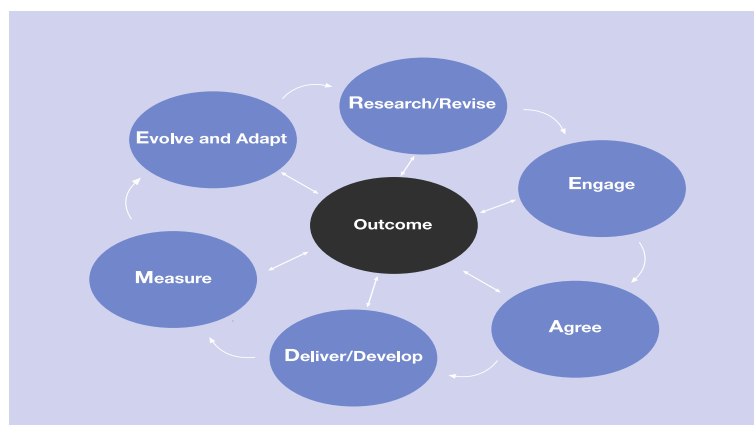 Research/Revise
Evolve and Adapt
Engage
Outcome
Measure
Agree
Deliver/Develop